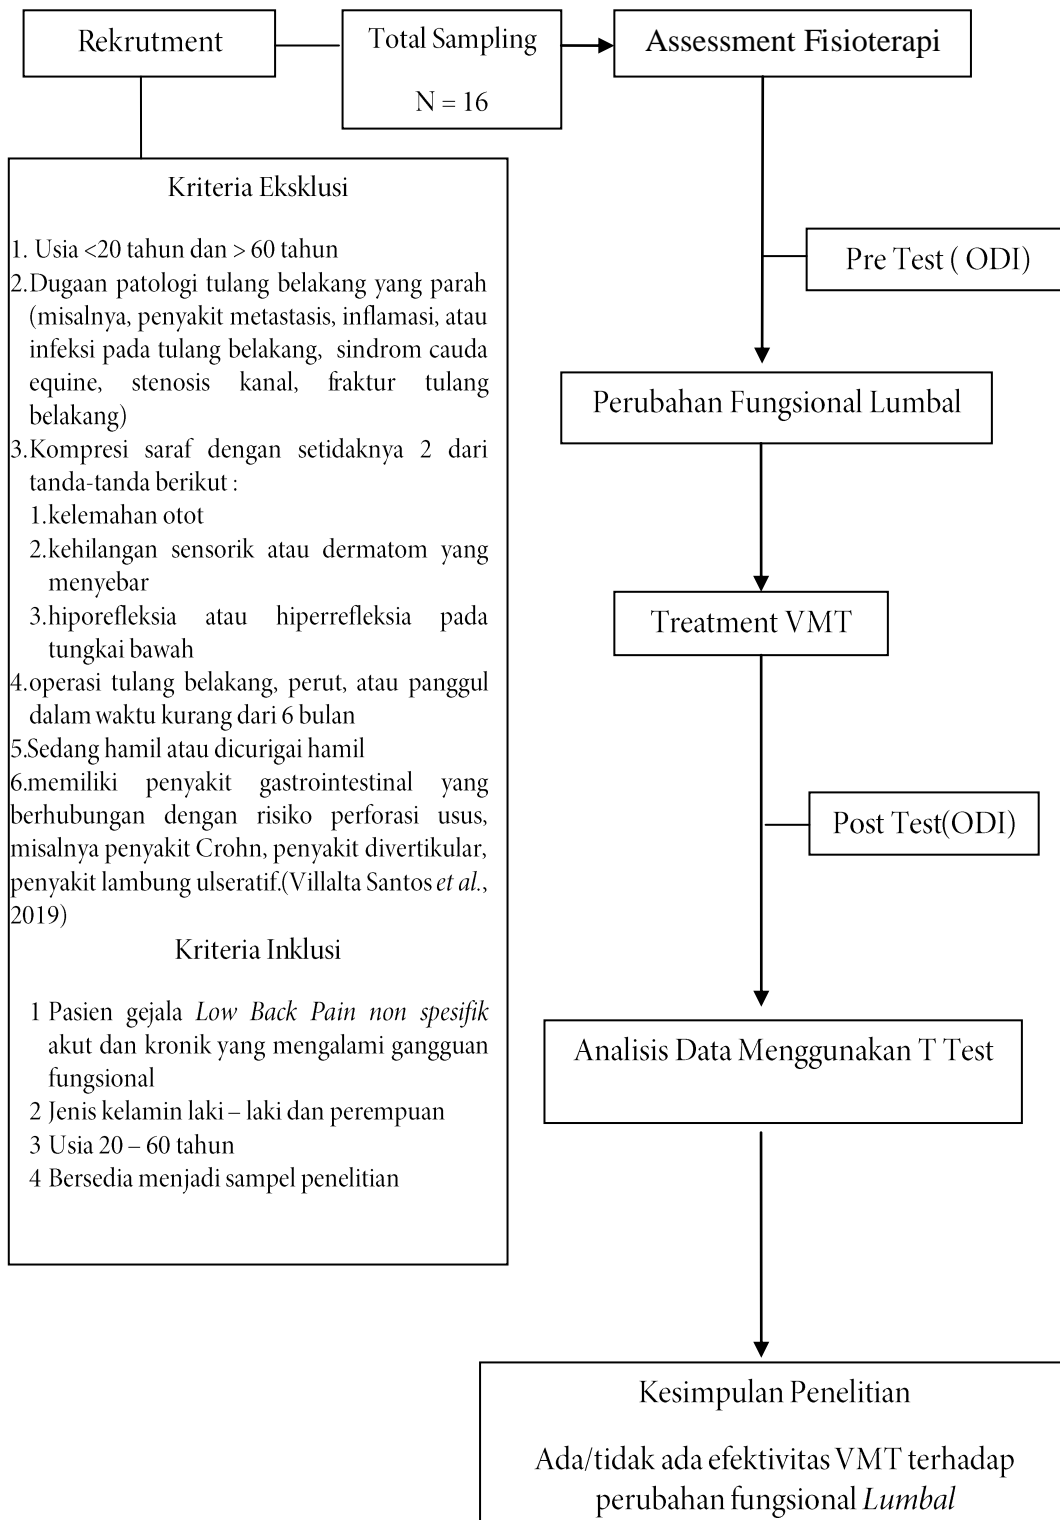 Rekrutment
Total Sampling
N = 16
Assessment Fisioterapi
Kriteria Eksklusi
1. Usia <20 tahun dan > 60 tahun
2.Dugaan patologi tulang belakang yang parah
(misalnya, penyakit metastasis, inflamasi, atau
infeksi pada tulang belakang, sindrom cauda
equine, stenosis kanal, fraktur tulang
belakang)
3.Kompresi saraf dengan setidaknya 2 dari
tanda-tanda berikut :
1.kelemahan otot
2.kehilangan sensorik atau dermatom yang
menyebar
3.hiporefleksia atau hiperrefleksia pada
tungkai bawah
4.operasi tulang belakang, perut, atau panggul
dalam waktu kurang dari 6 bulan
5.Sedang hamil atau dicurigai hamil
6.memiliki penyakit gastrointestinal yang
berhubungan dengan risiko perforasi usus,
misalnya penyakit Crohn, penyakit divertikular,
penyakit lambung ulseratif.(Villalta Santos et al.,
2019)
Kriteria Inklusi
1 Pasien gejala Low Back Pain non spesifik
akut dan kronik yang mengalami gangguan
fungsional
2 Jenis kelamin laki – laki dan perempuan
3 Usia 20 – 60 tahun
4 Bersedia menjadi sampel penelitian
Pre Test ( ODI)
Perubahan Fungsional Lumbal
Treatment VMT
Post Test(ODI)
Analisis Data Menggunakan T Test
Kesimpulan Penelitian
Ada/tidak ada efektivitas VMT terhadap
perubahan fungsional Lumbal